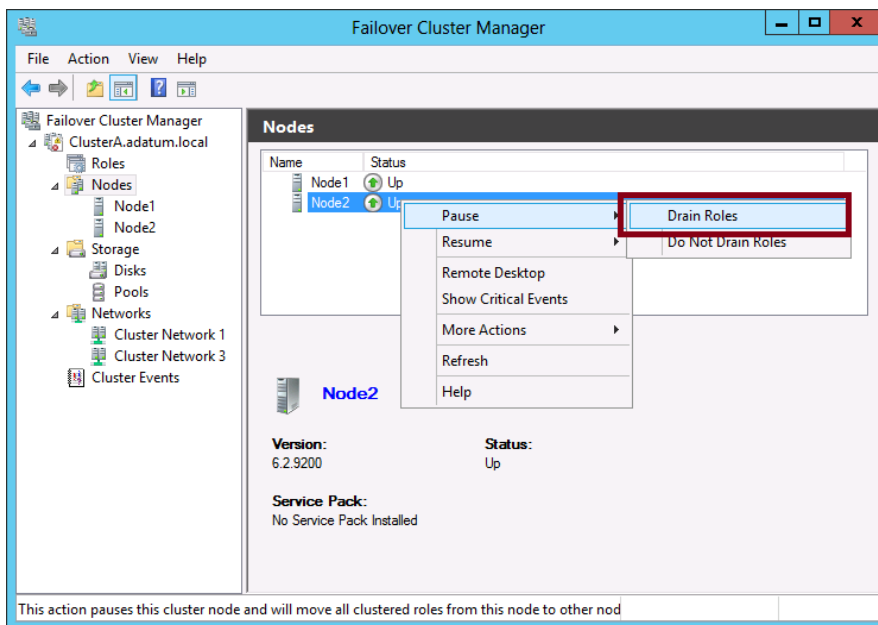 Failover Cluster Manager
File Action View Help
Failover Cluster Manager
ClusterA.adatum.local
Roles
Nodes
Node1
Node2
Storage
Disks
Pools
Networks
Cluster Network 1
Cluster Network 3
Cluster Events
Nodes
Name Status
Node1 Up
Node2 Up
Pause
Resume
Remote Desktop
Show Critical Events
More Actions
Refresh
Help
Drain Roles
Do Not Drain Roles
Node2
Version: Status:
6.2.9200 Up
Service Pack:
No Service Pack Installed
This action pauses this cluster node and will move all clustered roles from this node to other nod